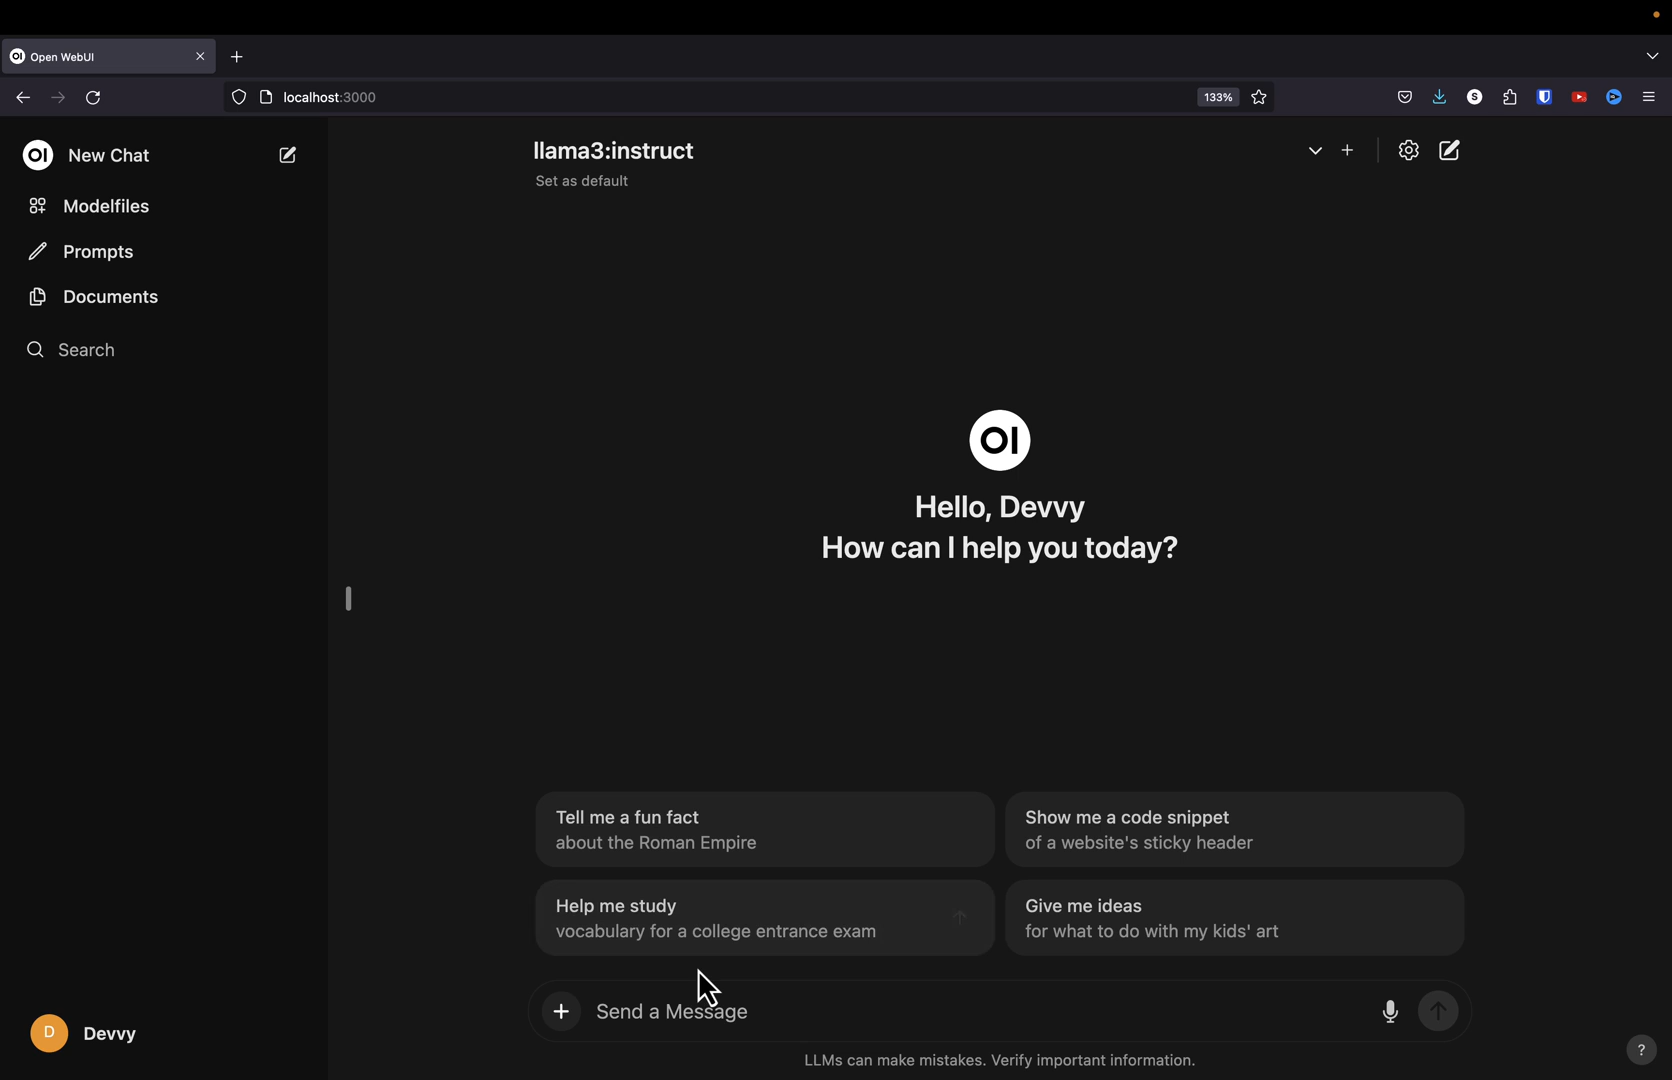 Open WebUI
localhost:3000
133%
S
OI New Chat
Modelfiles
Prompts
Documents
Search
llama3:instruct
Set as default
OI
Hello, Devvy
How can I help you today?
Tell me a fun fact
about the Roman Empire
Show me a code snippet
of a website's sticky header
Help me study
vocabulary for a college entrance exam
Give me ideas
for what to do with my kids' art
Send a Message
D Devvy
LLMs can make mistakes. Verify important information.
?